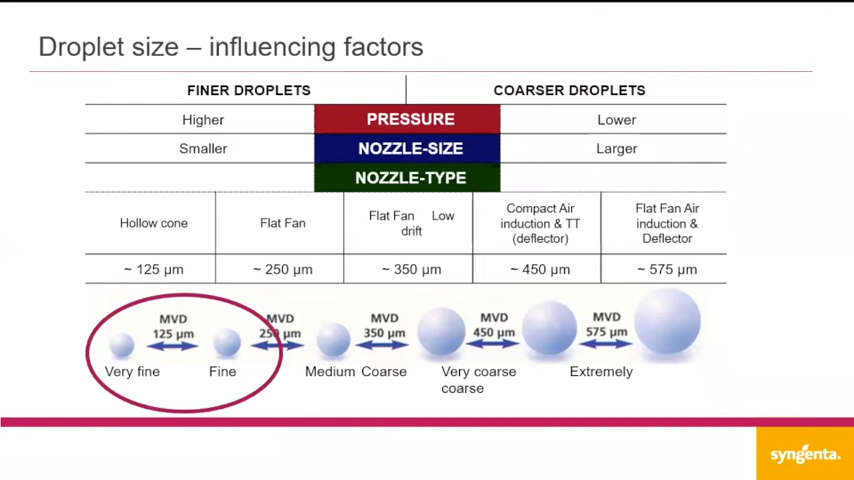 Droplet size – influencing factors
FINER DROPLETS COARSER DROPLETS
Higher PRESSURE Lower
Smaller NOZZLE-SIZE Larger
NOZZLE-TYPE
Hollow cone
Flat Fan
Flat Fan Low
drift
Compact Air
induction & TT
(deflector)
Flat Fan Air
induction &
Deflector
~ 125 µm ~ 250 µm ~ 350 µm ~ 450 µm ~ 575 µm
MVD
125 µm
MVD
250 µm
MVD
350 µm
MVD
450 µm
MVD
575 µm
Very fine Fine Medium Coarse Very coarse Extremely
coarse
syngenta.